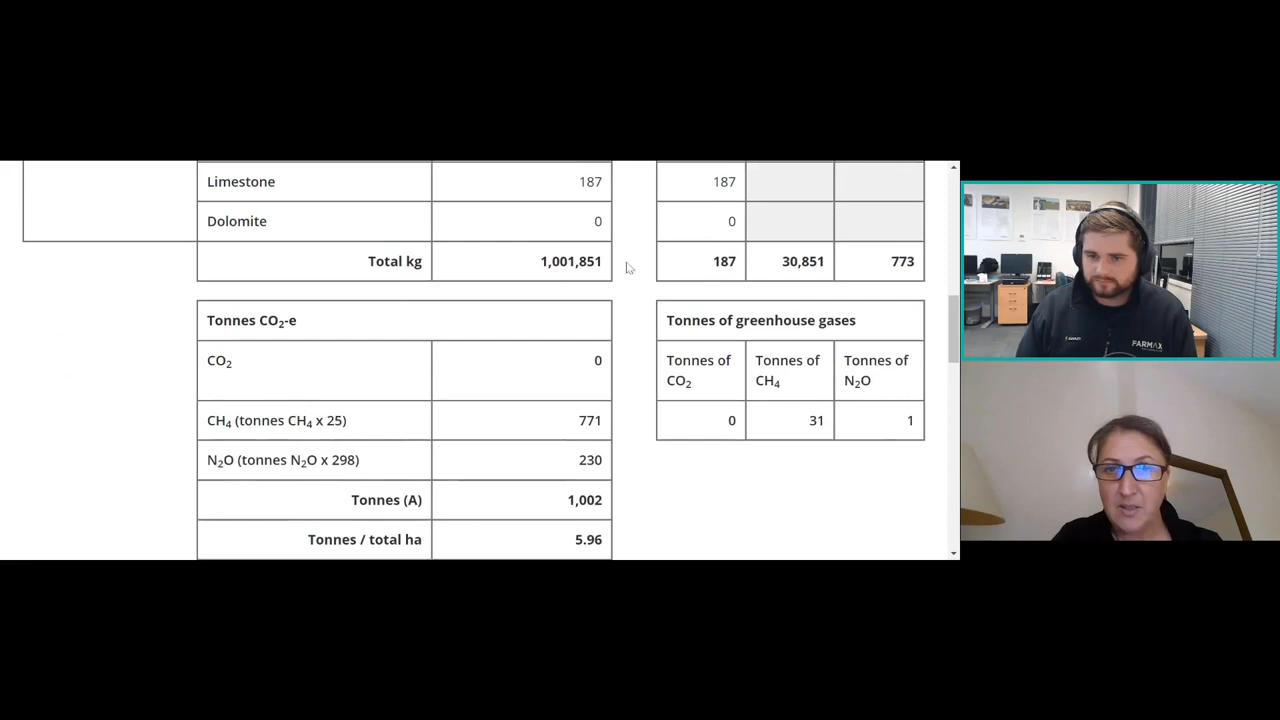 Limestone 187 187
Dolomite 0 0
Total kg 1,001,851 187 30,851 773
Tonnes CO₂-e Tonnes of greenhouse gases
CO₂ 0 Tonnes of CO₂ Tonnes of CH₄ Tonnes of N₂O
CH₄ (tonnes CH₄ x 25) 771 0 31 1
N₂O (tonnes N₂O x 298) 230
Tonnes (A) 1,002
Tonnes / total ha 5.96
FARMAX